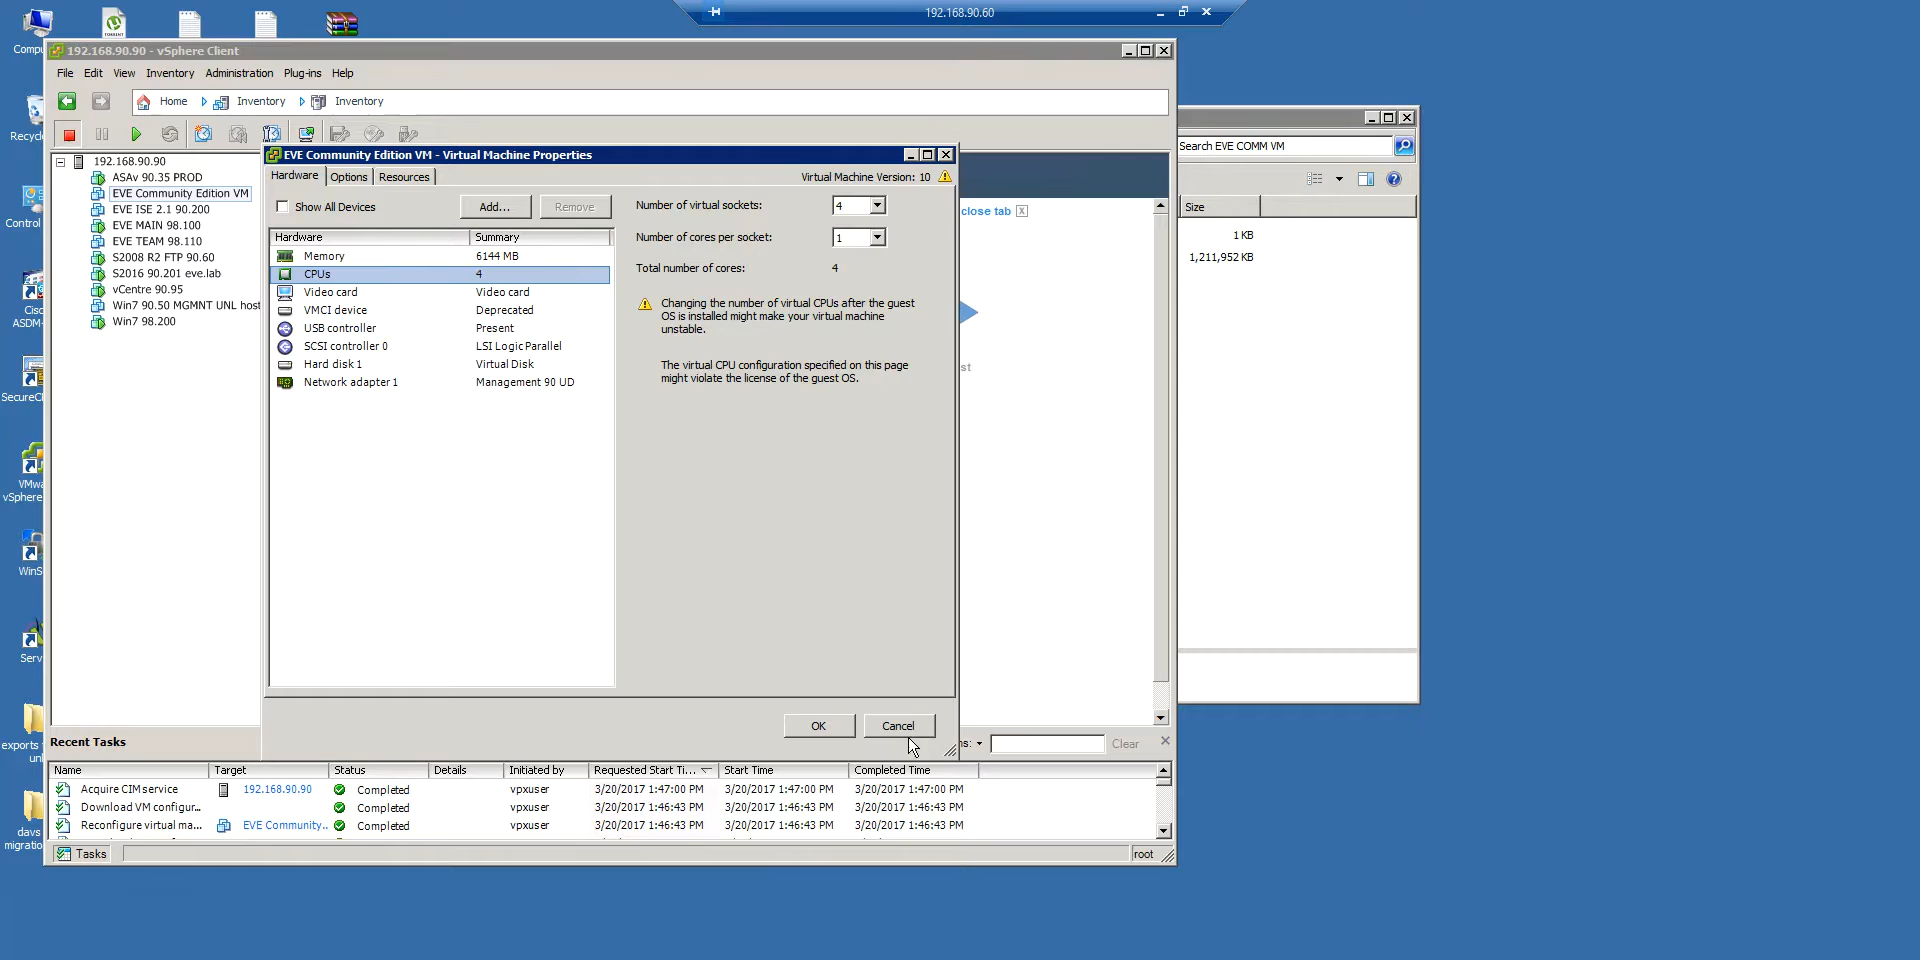 192.168.90.60
Recycl
Control
Cisc
ASDM-
SecureCl
VMwa
vSphere
WinS
Serv
exports
davs
migration
192.168.90.90 - vSphere Client
File Edit View Inventory Administration Plug-ins Help
Home Inventory Inventory
192.168.90.90
ASAv 90.35 PROD
EVE Community Edition VM
EVE ISE 2.1 90.200
EVE MAIN 98.100
EVE TEAM 98.110
S2008 R2 FTP 90.60
S2016 90.201 eve.lab
vCentre 90.95
Win7 90.50 MGMNT UNL host
Win7 98.200
EVE Community Edition VM - Virtual Machine Properties
Hardware Options Resources
Virtual Machine Version: 10
Show All Devices
Add...
Remove
Hardware Summary
Memory 6144 MB
CPUs 4
Video card Video card
VMCI device Deprecated
USB controller Present
SCSI controller 0 LSI Logic Parallel
Hard disk 1 Virtual Disk
Network adapter 1 Management 90 UD
Number of virtual sockets: 4
Number of cores per socket: 1
Total number of cores: 4
Changing the number of virtual CPUs after the guest
OS is installed might make your virtual machine
unstable.
The virtual CPU configuration specified on this page
might violate the license of the guest OS.
OK
Cancel
close tab
st
Search EVE COMM VM
Size
1 KB
1,211,952 KB
Recent Tasks
Clear
Name Target Status Details Initiated by Requested Start Ti... Start Time Completed Time
Acquire CIM service 192.168.90.90 Completed vpxuser 3/20/2017 1:47:00 PM 3/20/2017 1:47:00 PM 3/20/2017 1:47:00 PM
Download VM configur... Completed vpxuser 3/20/2017 1:46:43 PM 3/20/2017 1:46:43 PM 3/20/2017 1:46:43 PM
Reconfigure virtual ma... EVE Community.. Completed vpxuser 3/20/2017 1:46:43 PM 3/20/2017 1:46:43 PM 3/20/2017 1:46:43 PM
Tasks
root